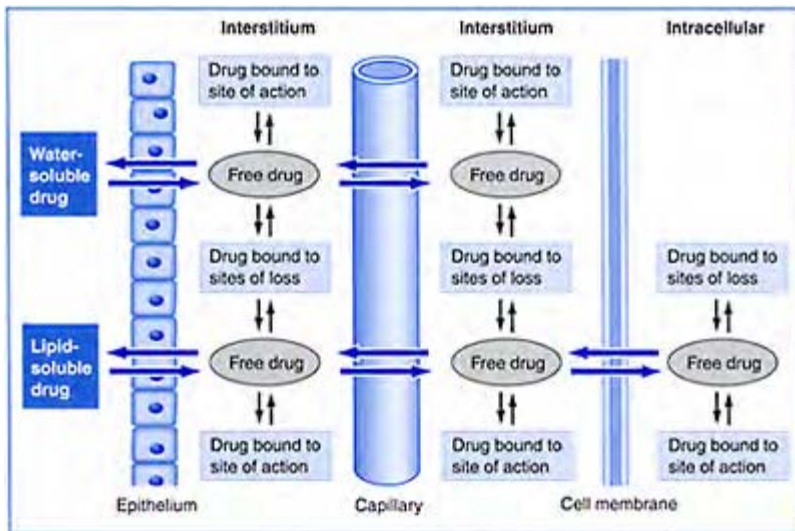 Interstitium
Interstitium
Intracellular
Drug bound to
site of action
Drug bound to
site of action
Water-
soluble
drug
Free drug
Free drug
Drug bound to
sites of loss
Drug bound to
sites of loss
Drug bound to
sites of loss
Lipid-
soluble
drug
Free drug
Free drug
Free drug
Drug bound to
site of action
Drug bound to
site of action
Drug bound to
site of action
Epithelium
Capillary
Cell membrane